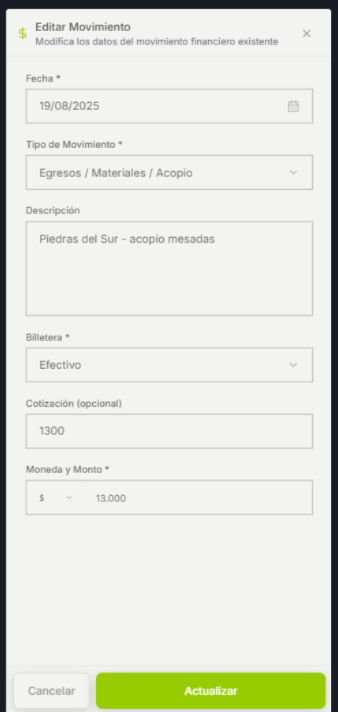 $ Editar Movimiento
Modifica los datos del movimiento financiero existente
Fecha *
19/08/2025
Tipo de Movimiento *
Egresos / Materiales / Acopio
Descripción
Piedras del Sur - acopio mesadas
Billetera *
Efectivo
Cotización (opcional)
1300
Moneda y Monto *
$ 13.000
Cancelar Actualizar